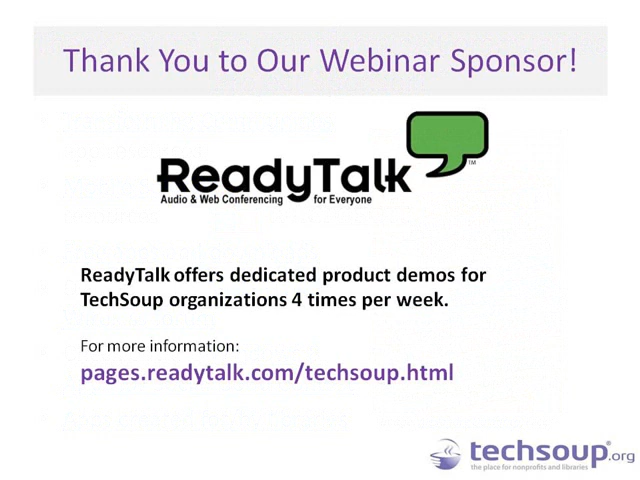 Thank You to Our Webinar Sponsor!
ReadyTalk ™
Audio & Web Conferencing for Everyone
ReadyTalk offers dedicated product demos for
TechSoup organizations 4 times per week.
For more information:
pages.readytalk.com/techsoup.html
techsoup®.org
the place for nonprofits and libraries